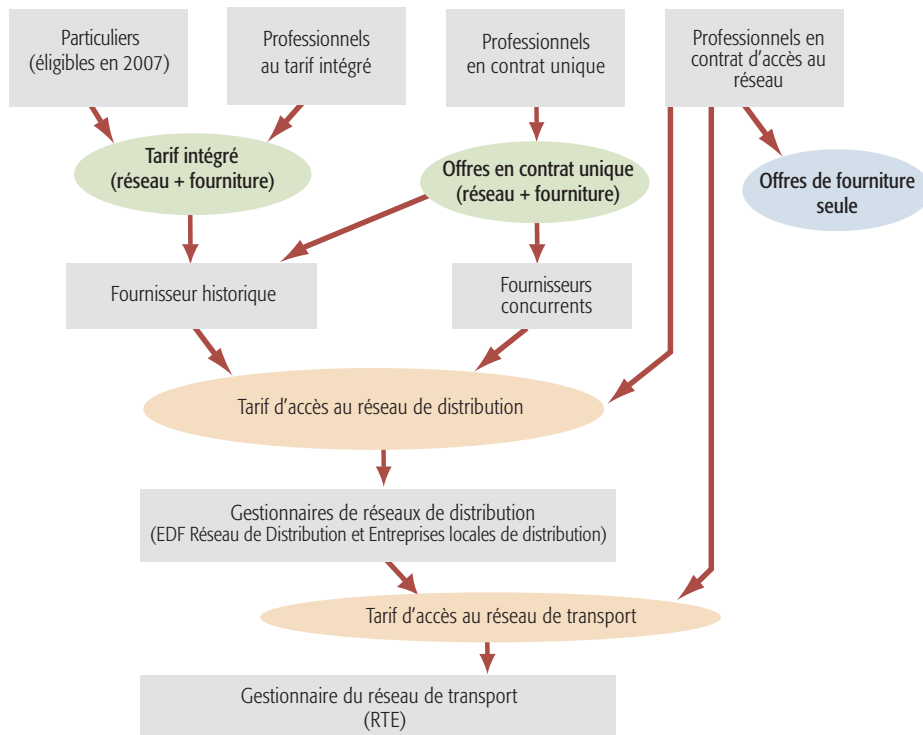 Particuliers
(éligibles en 2007)
Professionnels
au tarif intégré
Professionnels
en contrat unique
Professionnels en
contrat d'accès au
réseau
Tarif intégré
(réseau + fourniture)
Offres en contrat unique
(réseau + fourniture)
Offres de fourniture
seule
Fournisseur historique
Fournisseurs
concurrents
Tarif d'accès au réseau de distribution
Gestionnaires de réseaux de distribution
(EDF Réseau de Distribution et Entreprises locales de distribution)
Tarif d'accès au réseau de transport
Gestionnaire du réseau de transport
(RTE)